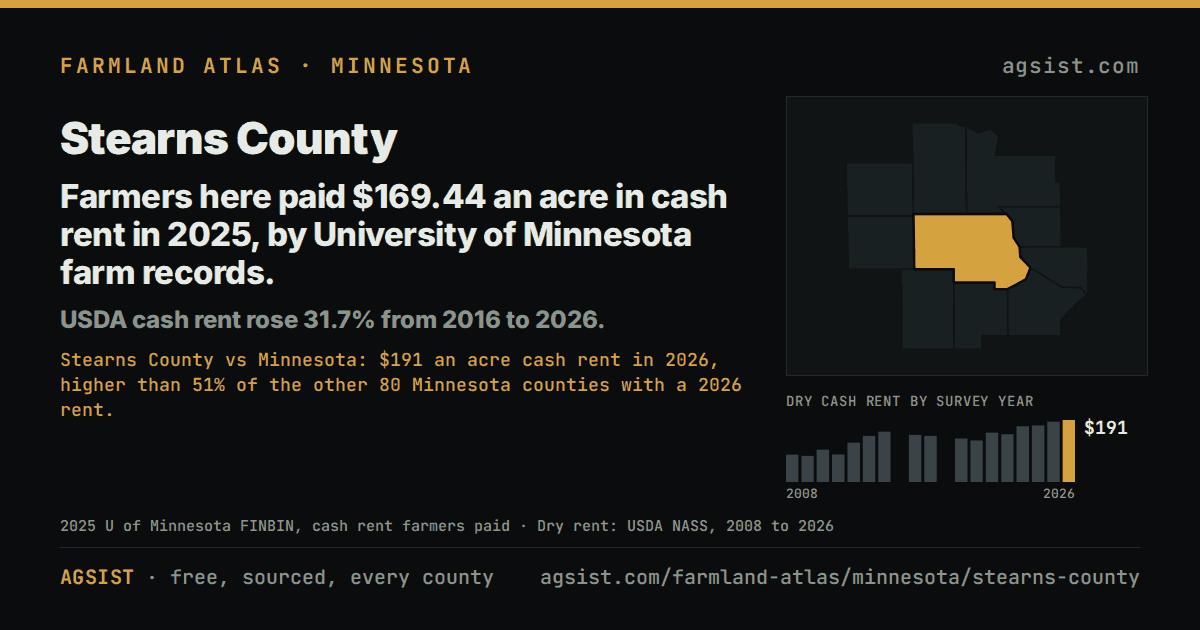 FARMLAND ATLAS · MINNESOTA
agsist.com
Stearns County
Farmers here paid $169.44 an acre in cash
rent in 2025, by University of Minnesota
farm records.
USDA cash rent rose 31.7% from 2016 to 2026.
Stearns County vs Minnesota: $191 an acre cash rent in 2026,
higher than 51% of the other 80 Minnesota counties with a 2026
rent.
DRY CASH RENT BY SURVEY YEAR
$191
2008
2026
2025 U of Minnesota FINBIN, cash rent farmers paid · Dry rent: USDA NASS, 2008 to 2026
AGSIST · free, sourced, every county
agsist.com/farmland-atlas/minnesota/stearns-county